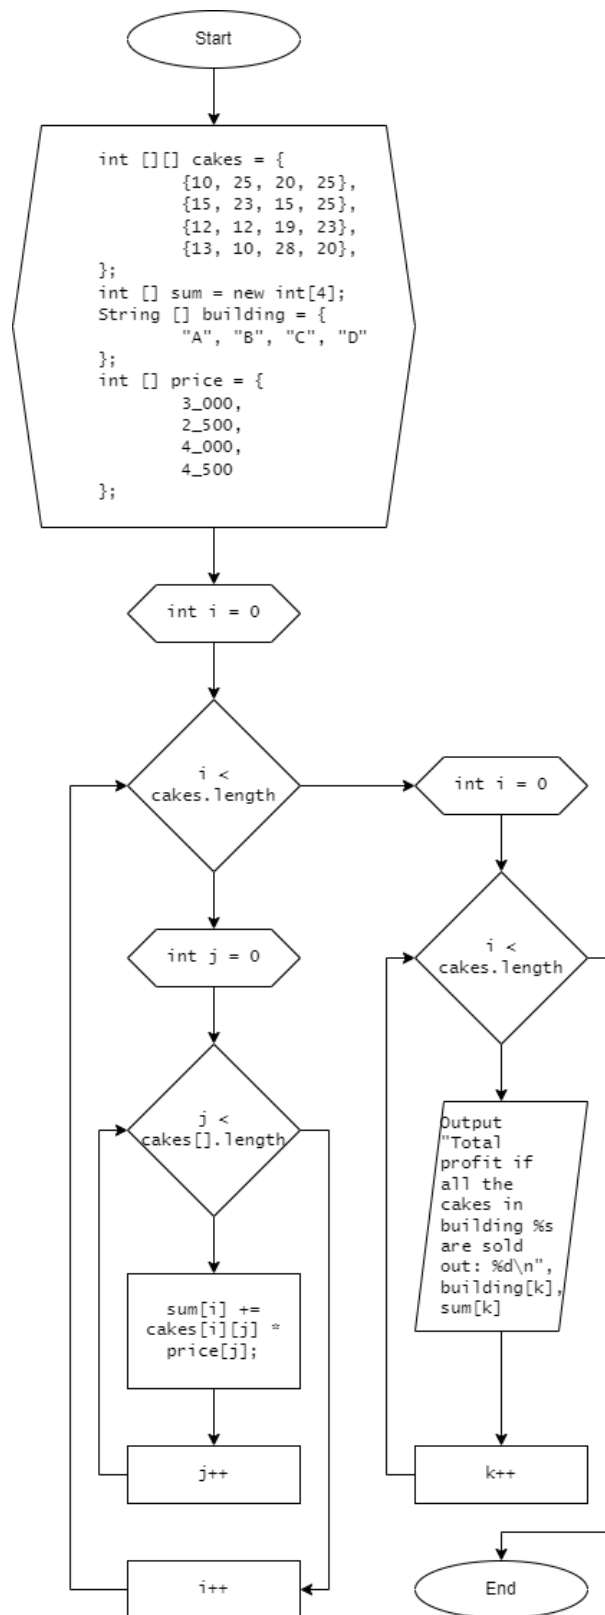 Start
int [][] cakes = {
{10, 25, 20, 25},
{15, 23, 15, 25},
{12, 12, 19, 23},
{13, 10, 28, 20},
};
int [] sum = new int[4];
String [] building = {
"A", "B", "C", "D"
};
int [] price = {
3_000,
2_500,
4_000,
4_500
};
int i = 0
i <
cakes.length
int j = 0
j <
cakes[].length
sum[i] +=
cakes[i][j] *
price[j];
j++
i++
int i = 0
i <
cakes.length
Output
"Total
profit if
all the
cakes in
building %s
are sold
out: %d\n",
building[k],
sum[k]
k++
End